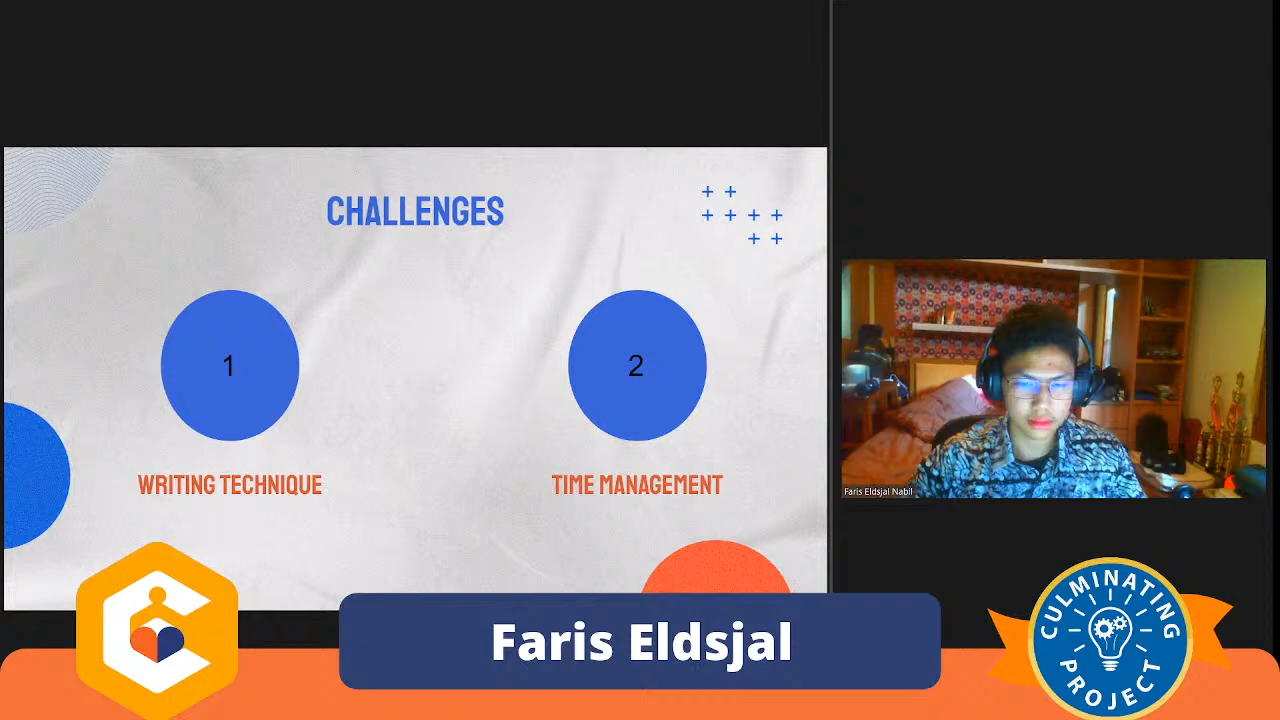 CHALLENGES
1
2
WRITING TECHNIQUE
TIME MANAGEMENT
Faris Eldsjal Nabil
Faris Eldsjal
CULMINATING
PROJECT